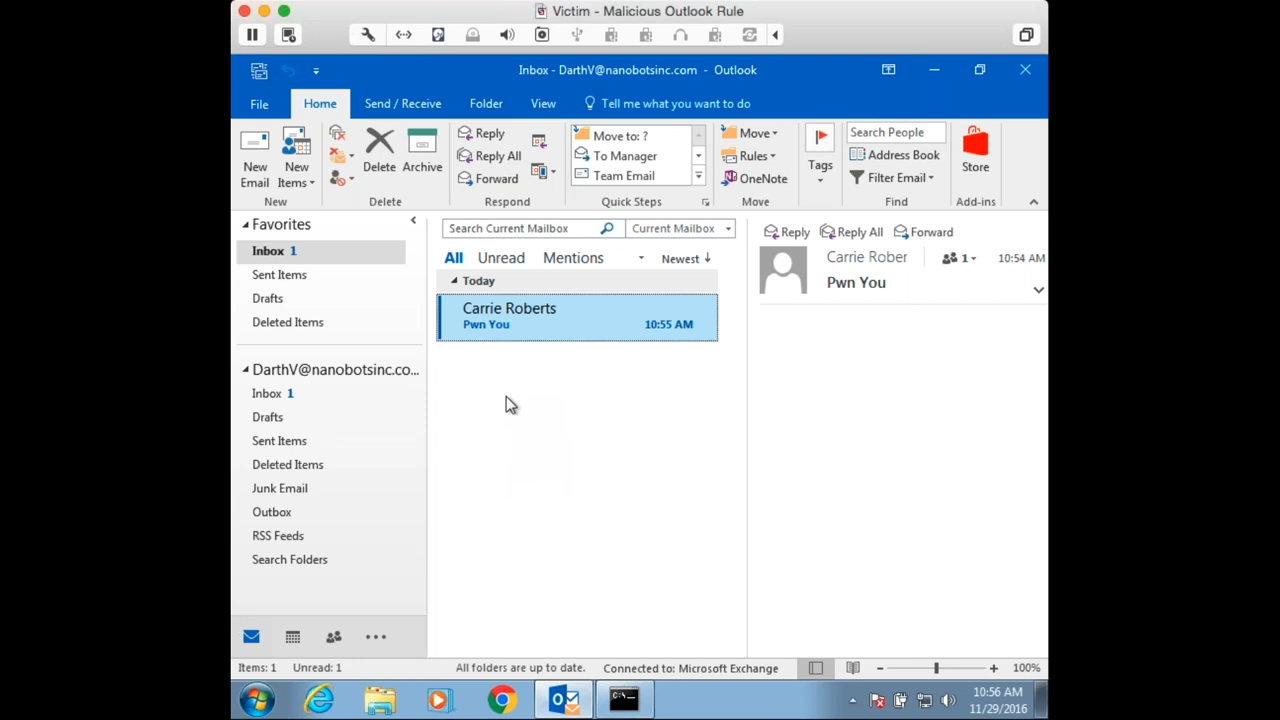 Victim - Malicious Outlook Rule
Inbox - DarthV@nanobotsinc.com - Outlook
File Home Send / Receive Folder View Tell me what you want to do
New Email
New Items
Delete
Archive
Reply
Reply All
Forward
Move to: ?
To Manager
Team Email
Move
Rules
OneNote
Tags
Search People
Address Book
Filter Email
Store
New Delete Respond Quick Steps Move Find Add-ins
Favorites
Inbox 1
Sent Items
Drafts
Deleted Items
DarthV@nanobotsinc.co...
Inbox 1
Drafts
Sent Items
Deleted Items
Junk Email
Outbox
RSS Feeds
Search Folders
Search Current Mailbox Current Mailbox
All Unread Mentions Newest
Today
Carrie Roberts
Pwn You 10:55 AM
Reply Reply All Forward
Carrie Rober 1 10:54 AM
Pwn You
Items: 1 Unread: 1 All folders are up to date. Connected to: Microsoft Exchange 100%
C:\
10:56 AM
11/29/2016